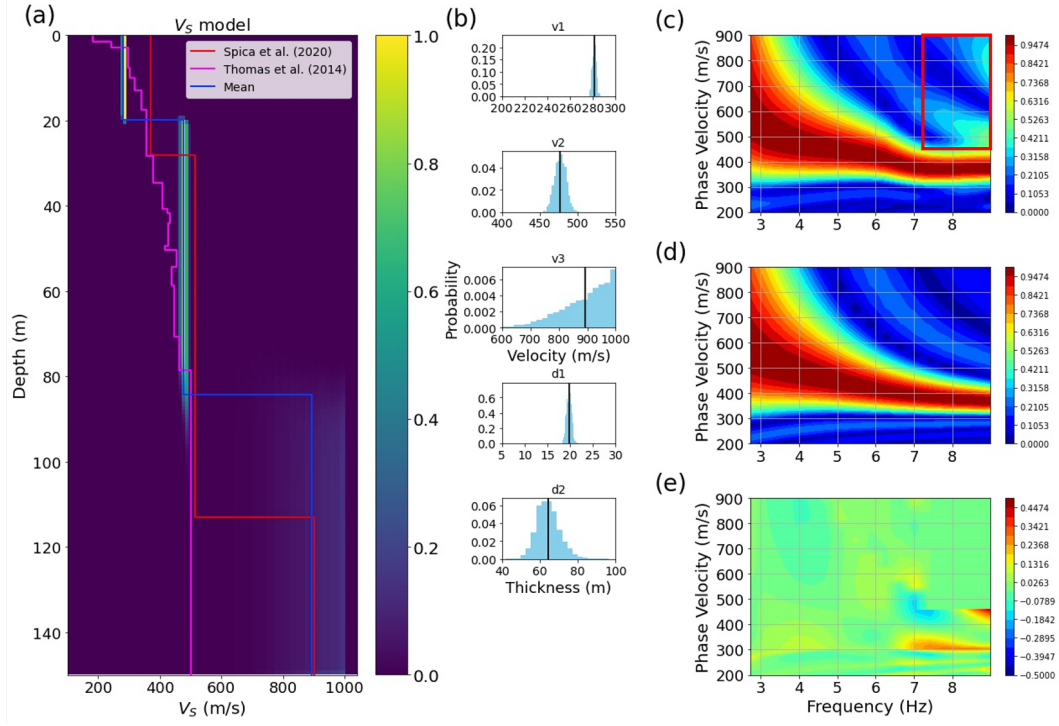 (a)
V_S model
Spica et al. (2020)
Thomas et al. (2014)
Mean
0
20
40
60
80
100
120
140
Depth (m)
200 400 600 800 1000
V_S (m/s)
1.0
0.8
0.6
0.4
0.2
0.0
(b)
v1
0.20
0.15
0.10
0.05
0.00
200 220 240 260 280 300
v2
0.04
0.02
0.00
400 450 500 550
v3
0.006
0.004
0.002
0.000
600 700 800 900 1000
Velocity (m/s)
Probability
d1
0.6
0.4
0.2
0.0
5 10 15 20 25 30
d2
0.06
0.04
0.02
0.00
40 60 80 100
Thickness (m)
(c)
Phase Velocity (m/s)
900
800
700
600
500
400
300
200
3 4 5 6 7 8
0.9474
0.8421
0.7368
0.6316
0.5263
0.4211
0.3158
0.2105
0.1053
0.0000
(d)
Phase Velocity (m/s)
900
800
700
600
500
400
300
200
3 4 5 6 7 8
0.9474
0.8421
0.7368
0.6316
0.5263
0.4211
0.3158
0.2105
0.1053
0.0000
(e)
Phase Velocity (m/s)
900
800
700
600
500
400
300
200
3 4 5 6 7 8
Frequency (Hz)
0.4474
0.3421
0.2368
0.1316
0.0263
-0.0789
-0.1842
-0.2895
-0.3947
-0.5000